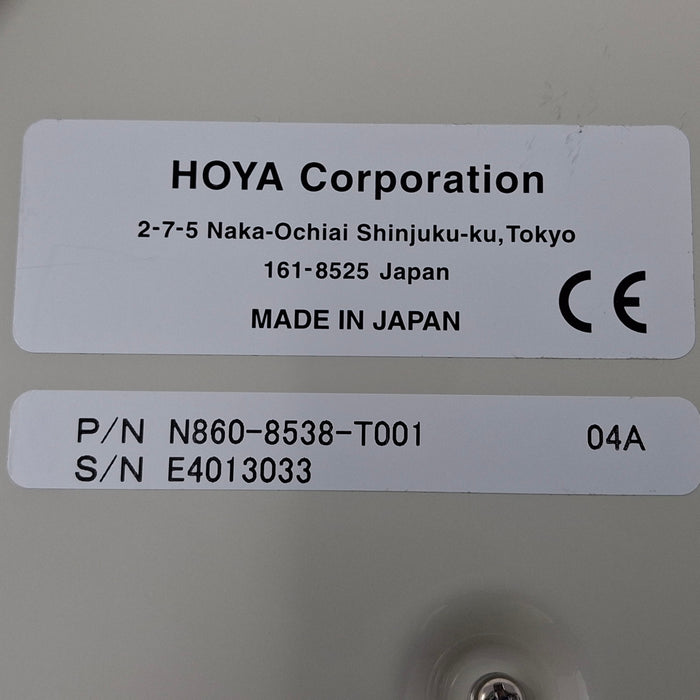 HOYA Corporation
2-7-5 Naka-Ochiai Shinjuku-ku,Tokyo
161-8525 Japan
MADE IN JAPAN
CE
P/N N860-8538-T001 04A
S/N E4013033